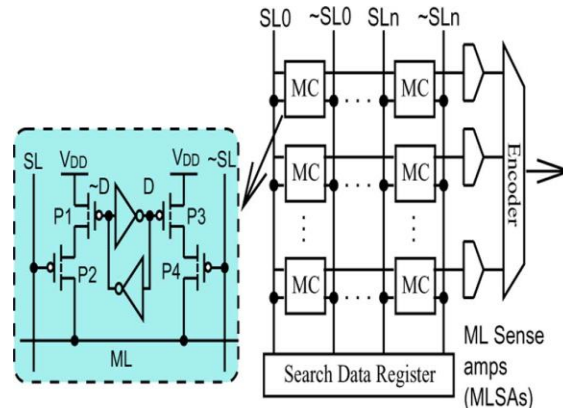 SL0 ~SL0 SLn ~SLn
MC MC
SL VDD VDD ~SL
~D D
P1 P3
P2 P4
ML
MC MC
MC MC
Encoder
Search Data Register
ML Sense
amps
(MLSAs)